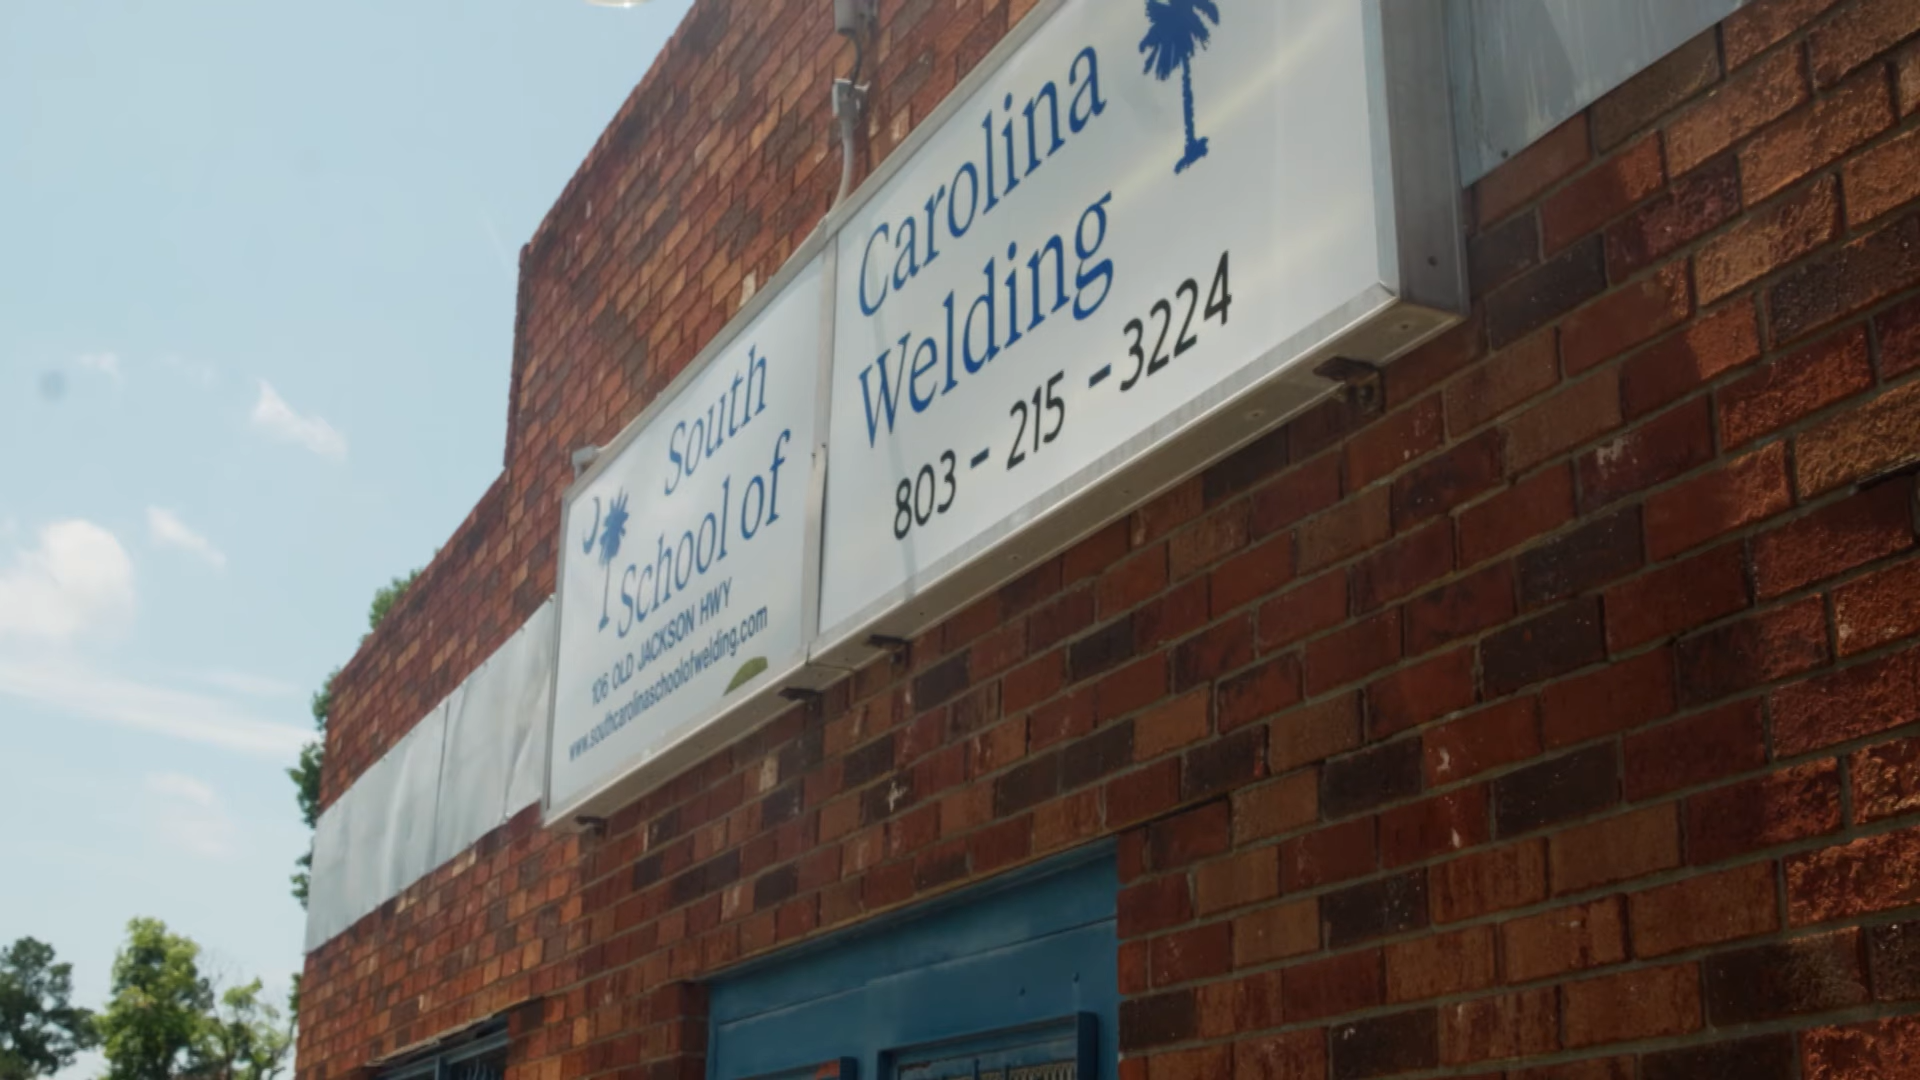 South Carolina
School of Welding
106 OLD JACKSON HWY
803 - 215 - 3224
www.southcarolinaschoolofwelding.com